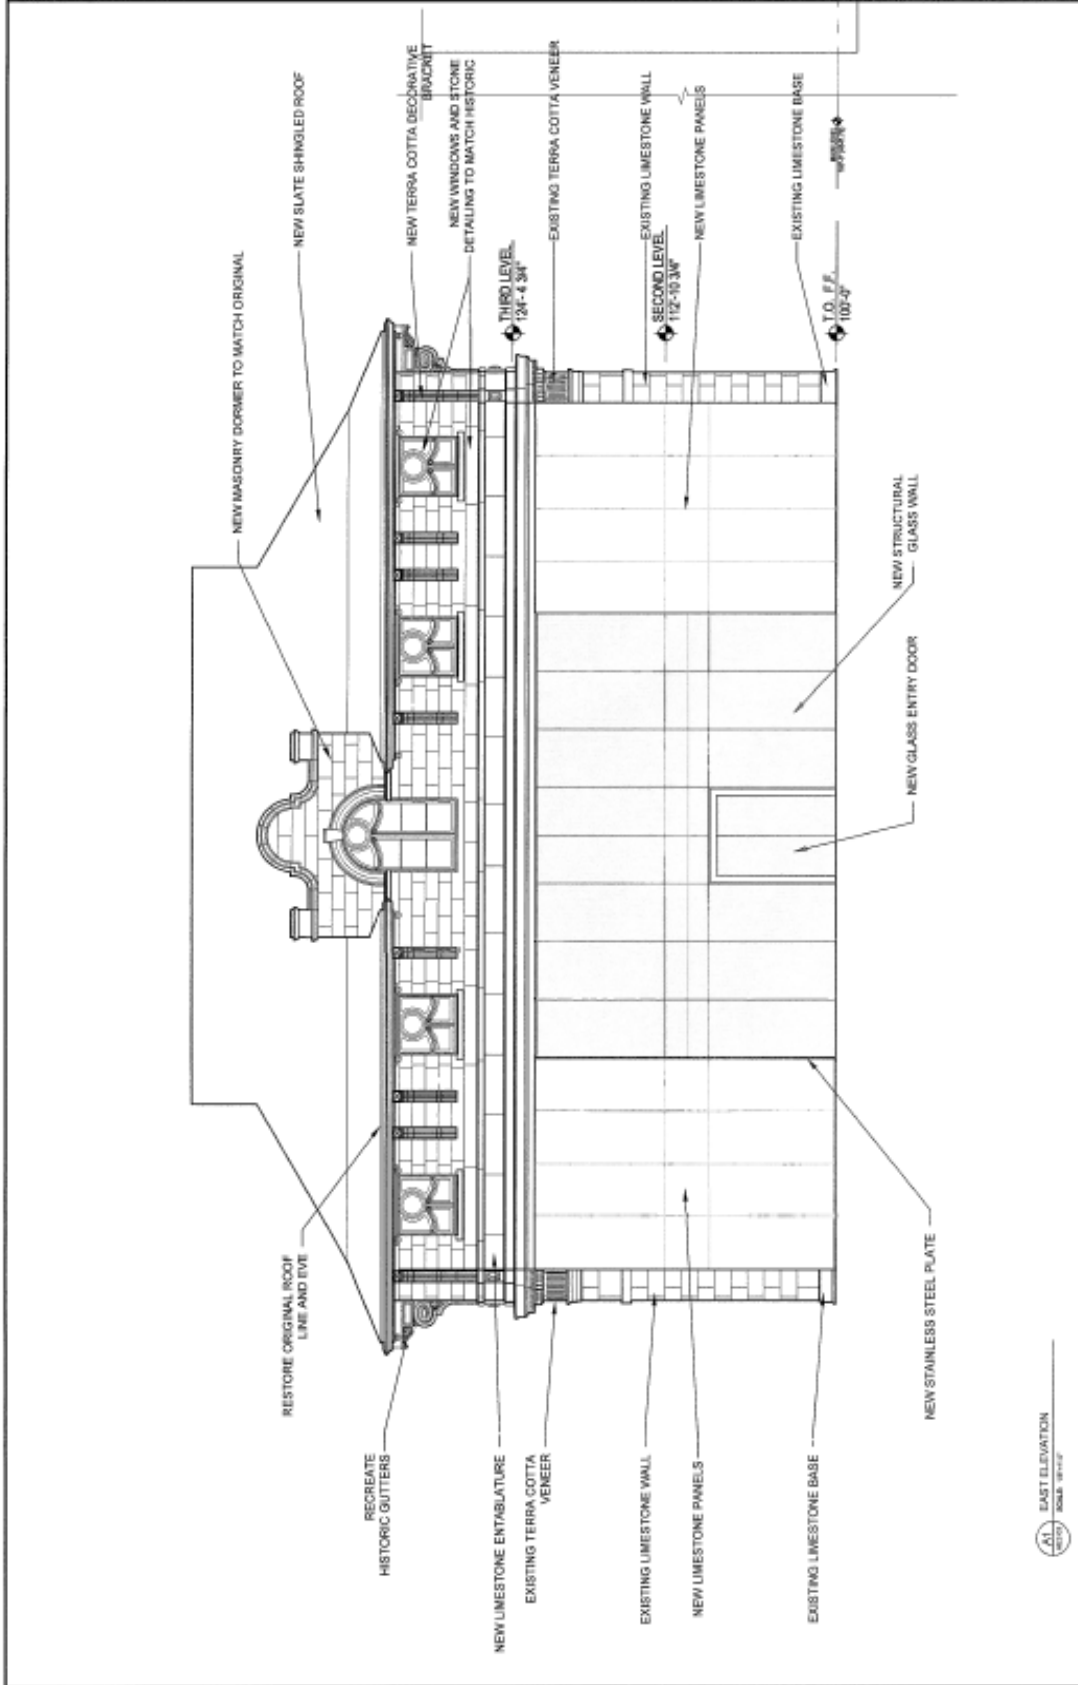 NEW MASONRY DORMER TO MATCH ORIGINAL
NEW SLATE SHINGLED ROOF
RESTORE ORIGINAL ROOF
LINE AND EVE
RECREATE
HISTORIC GUTTERS
NEW TERRA COTTA DECORATIVE
BRACKET
NEW WINDOWS AND STONE
DETAILING TO MATCH HISTORIC
NEW LIMESTONE ENTABLATURE
THIRD LEVEL
124'- 4 3/4"
EXISTING TERRA COTTA
VENEER
EXISTING TERRA COTTA VENEER
EXISTING LIMESTONE WALL
SECOND LEVEL
112'-10 3/4"
EXISTING LIMESTONE WALL
NEW LIMESTONE PANELS
NEW LIMESTONE PANELS
EXISTING LIMESTONE BASE
T.O. F.F.
100'-0"
EXISTING LIMESTONE BASE
NEW STAINLESS STEEL PLATE
NEW GLASS ENTRY DOOR
NEW STRUCTURAL
GLASS WALL
A1
EAST ELEVATION